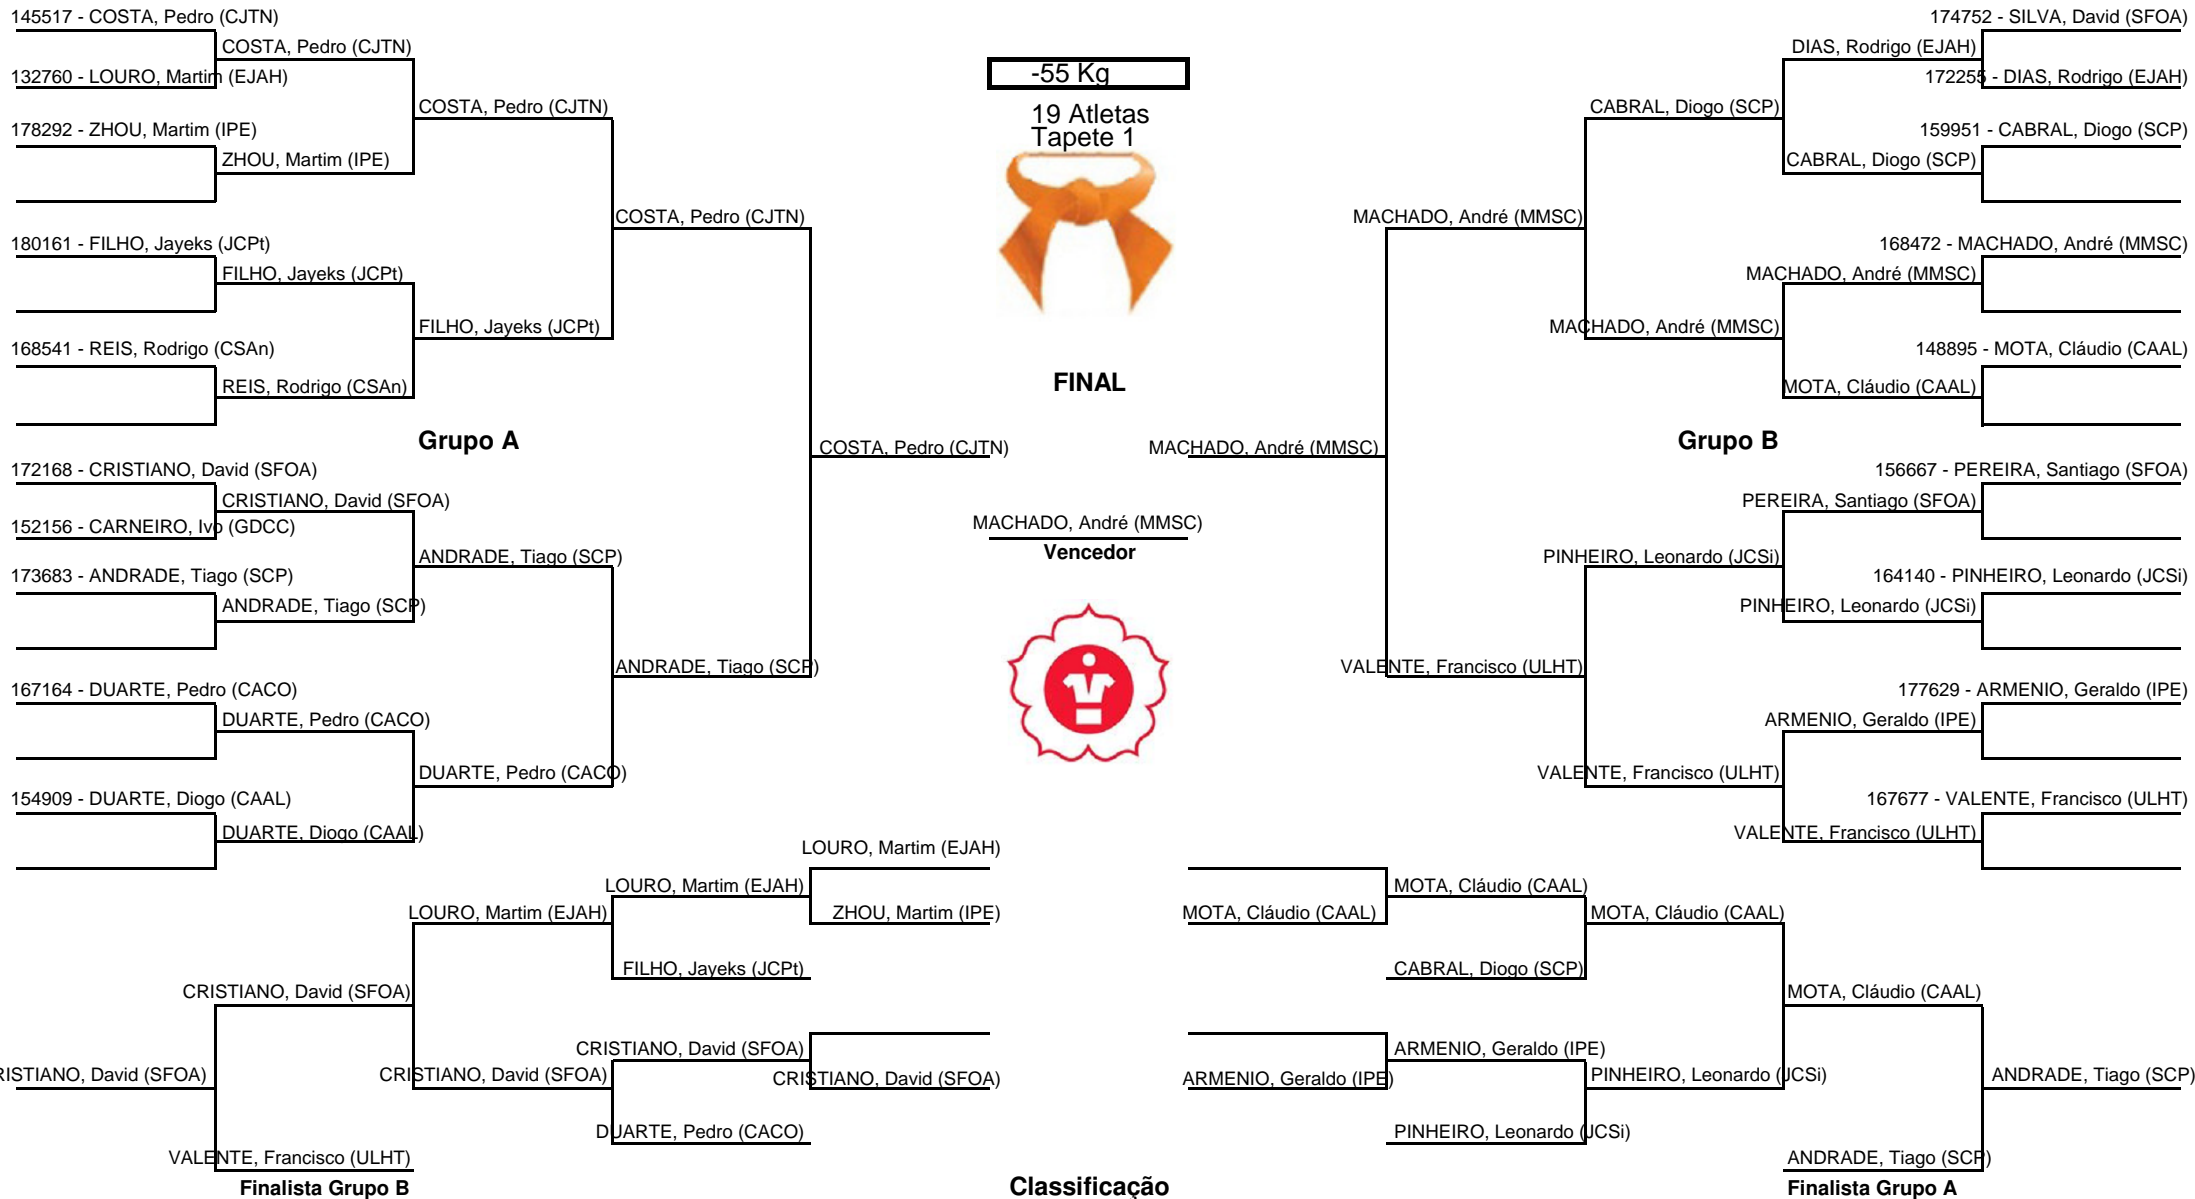 145517 - COSTA, Pedro (CJTN)
COSTA, Pedro (CJTN)
132760 - LOURO, Martim (EJAH)
COSTA, Pedro (CJTN)
178292 - ZHOU, Martim (IPE)
ZHOU, Martim (IPE)
COSTA, Pedro (CJTN)
180161 - FILHO, Jayeks (JCPt)
FILHO, Jayeks (JCPt)
FILHO, Jayeks (JCPt)
168541 - REIS, Rodrigo (CSAn)
REIS, Rodrigo (CSAn)
Grupo A
COSTA, Pedro (CJTN)
172168 - CRISTIANO, David (SFOA)
CRISTIANO, David (SFOA)
152156 - CARNEIRO, Ivo (GDCC)
ANDRADE, Tiago (SCP)
173683 - ANDRADE, Tiago (SCP)
ANDRADE, Tiago (SCP)
ANDRADE, Tiago (SCP)
167164 - DUARTE, Pedro (CACO)
DUARTE, Pedro (CACO)
DUARTE, Pedro (CACO)
154909 - DUARTE, Diogo (CAAL)
DUARTE, Diogo (CAAL)
-55 Kg
19 Atletas
Tapete 1
FINAL
MACHADO, André (MMSC)
Vencedor
174752 - SILVA, David (SFOA)
DIAS, Rodrigo (EJAH)
172255 - DIAS, Rodrigo (EJAH)
CABRAL, Diogo (SCP)
159951 - CABRAL, Diogo (SCP)
CABRAL, Diogo (SCP)
MACHADO, André (MMSC)
168472 - MACHADO, André (MMSC)
MACHADO, André (MMSC)
MACHADO, André (MMSC)
148895 - MOTA, Cláudio (CAAL)
MOTA, Cláudio (CAAL)
Grupo B
MACHADO, André (MMSC)
156667 - PEREIRA, Santiago (SFOA)
PEREIRA, Santiago (SFOA)
PINHEIRO, Leonardo (JCSi)
164140 - PINHEIRO, Leonardo (JCSi)
PINHEIRO, Leonardo (JCSi)
VALENTE, Francisco (ULHT)
177629 - ARMENIO, Geraldo (IPE)
ARMENIO, Geraldo (IPE)
VALENTE, Francisco (ULHT)
167677 - VALENTE, Francisco (ULHT)
VALENTE, Francisco (ULHT)
LOURO, Martim (EJAH)
LOURO, Martim (EJAH)
LOURO, Martim (EJAH)
ZHOU, Martim (IPE)
FILHO, Jayeks (JCPt)
CRISTIANO, David (SFOA)
CRISTIANO, David (SFOA)
RISTIANO, David (SFOA)
CRISTIANO, David (SFOA)
CRISTIANO, David (SFOA)
DUARTE, Pedro (CACO)
VALENTE, Francisco (ULHT)
Finalista Grupo B
MOTA, Cláudio (CAAL)
MOTA, Cláudio (CAAL)
MOTA, Cláudio (CAAL)
CABRAL, Diogo (SCP)
MOTA, Cláudio (CAAL)
ARMENIO, Geraldo (IPE)
ARMENIO, Geraldo (IPE)
PINHEIRO, Leonardo (JCSi)
ANDRADE, Tiago (SCP)
PINHEIRO, Leonardo (JCSi)
ANDRADE, Tiago (SCP)
Finalista Grupo A
Classificação